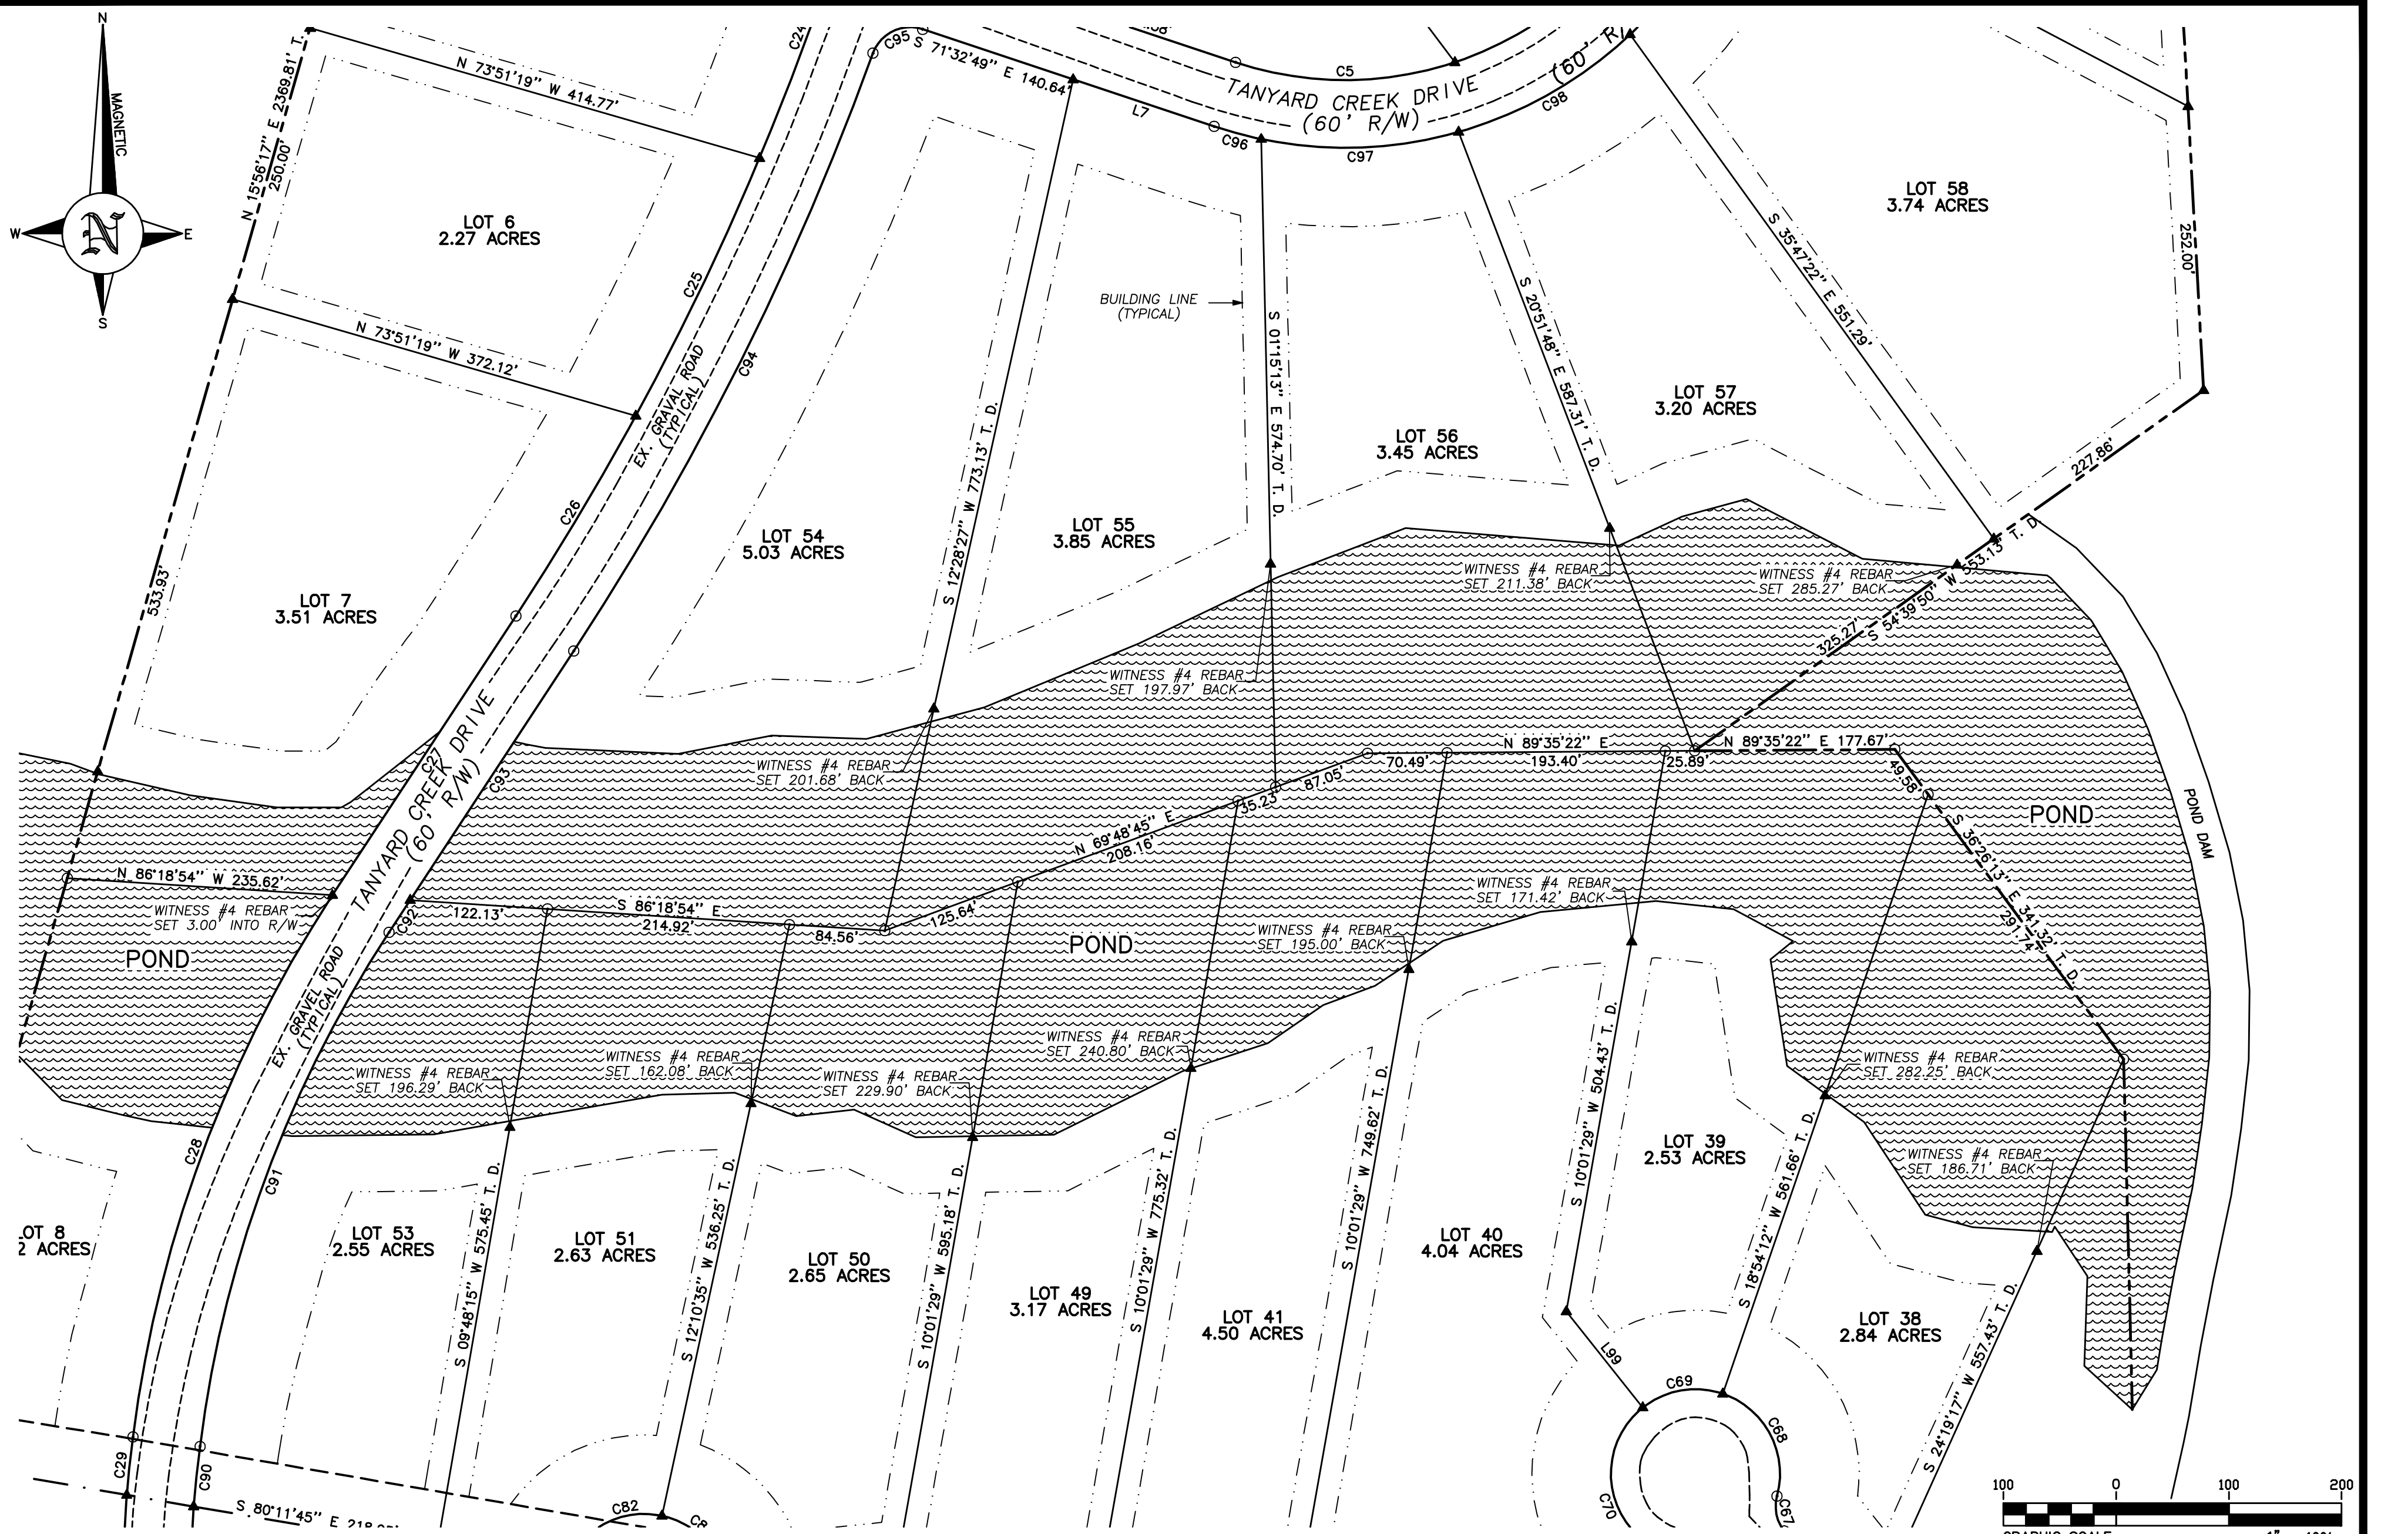 N
MAGNETIC
W
E
S
N
N 15°56'17" E 2369.81' T.
250.00'
N 73°51'19" W 414.77'
LOT 6
2.27 ACRES
N 73°51'19" W 372.12'
C24
C25
C26
C27
C28
C29
C95
S 71°32'49" E 140.64'
L7
C96
C97
C98
C5
TANYARD CREEK DRIVE
(60' R/W)
(60' R/
LOT 58
3.74 ACRES
252.00'
S 35°47'22" E 551.29'
BUILDING LINE
(TYPICAL)
C94
EX. GRAVAL ROAD
(TYPICAL)
S 12°28'27" W 773.13' T. D.
S 01°15'13" E 574.70' T. D.
S 20°51'48" E 587.31' T. D.
LOT 57
3.20 ACRES
LOT 56
3.45 ACRES
227.86'
LOT 54
5.03 ACRES
LOT 55
3.85 ACRES
LOT 7
3.51 ACRES
533.93'
WITNESS #4 REBAR
SET 211.38' BACK
WITNESS #4 REBAR
SET 285.27' BACK
S 54°39'50" W 553.13' T. D.
325.27'
WITNESS #4 REBAR
SET 197.97' BACK
WITNESS #4 REBAR
SET 201.68' BACK
TANYARD CREEK DRIVE
(60' R/W)
C93
C92
N 89°35'22" E
70.49'
193.40'
25.89'
N 89°35'22" E 177.67'
49.58'
87.05'
35.23'
N 69°48'45" E
208.16'
125.64'
POND
POND DAM
S 36°26'13" E 341.32' T. D.
291.74'
N 86°18'54" W 235.62'
WITNESS #4 REBAR
SET 3.00' INTO R/W
POND
122.13'
S 86°18'54" E
214.92'
84.56'
POND
WITNESS #4 REBAR
SET 171.42' BACK
WITNESS #4 REBAR
SET 195.00' BACK
EX. GRAVEL ROAD
(TYPICAL)
WITNESS #4 REBAR
SET 196.29' BACK
WITNESS #4 REBAR
SET 162.08' BACK
WITNESS #4 REBAR
SET 229.90' BACK
WITNESS #4 REBAR
SET 240.80' BACK
WITNESS #4 REBAR
SET 282.25' BACK
WITNESS #4 REBAR
SET 186.71' BACK
C91
C90
OT 8
2 ACRES
LOT 53
2.55 ACRES
S 09°48'15" W 575.45' T. D.
LOT 51
2.63 ACRES
S 12°10'35" W 536.25' T. D.
LOT 50
2.65 ACRES
S 10°01'29" W 595.18' T. D.
LOT 49
3.17 ACRES
S 10°01'29" W 775.32' T. D.
LOT 41
4.50 ACRES
S 10°01'29" W 749.62' T. D.
LOT 40
4.04 ACRES
S 10°01'29" W 504.43' T. D.
LOT 39
2.53 ACRES
S 18°54'12" W 561.66' T. D.
LOT 38
2.84 ACRES
S 24°19'17" W 557.43' T. D.
L99
C69
C68
C67
C70
C82
S 80°11'45" E
100
0
100
200
GRAPHIC SCALE